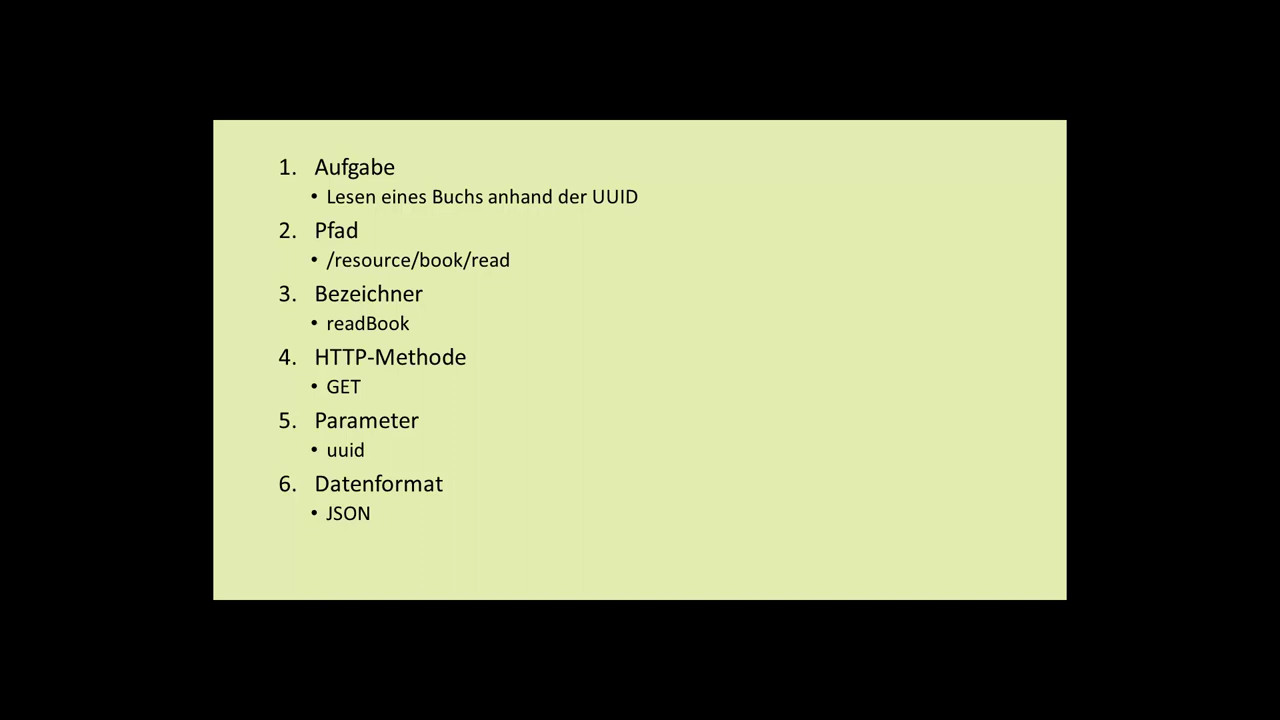 1. Aufgabe
• Lesen eines Buchs anhand der UUID
2. Pfad
• /resource/book/read
3. Bezeichner
• readBook
4. HTTP-Methode
• GET
5. Parameter
• uuid
6. Datenformat
• JSON